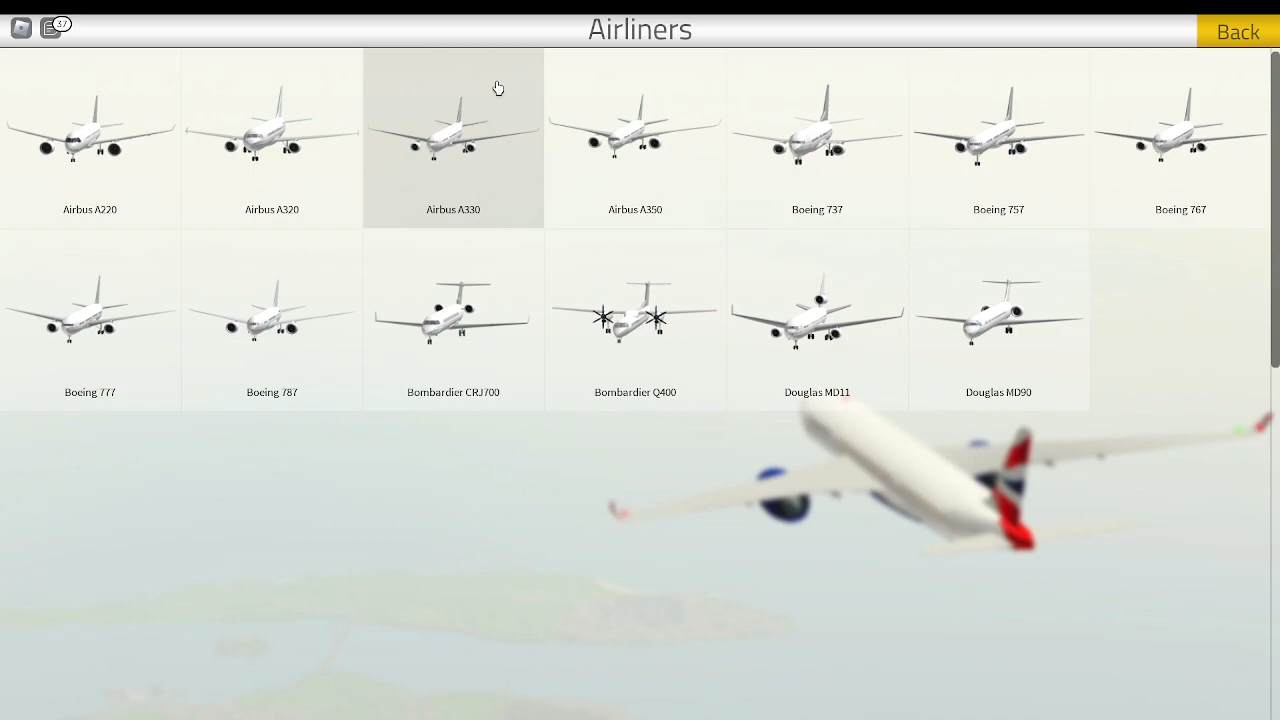 37
Airliners
Back
Airbus A220
Airbus A320
Airbus A330
Airbus A350
Boeing 737
Boeing 757
Boeing 767
Boeing 777
Boeing 787
Bombardier CRJ700
Bombardier Q400
Douglas MD11
Douglas MD90